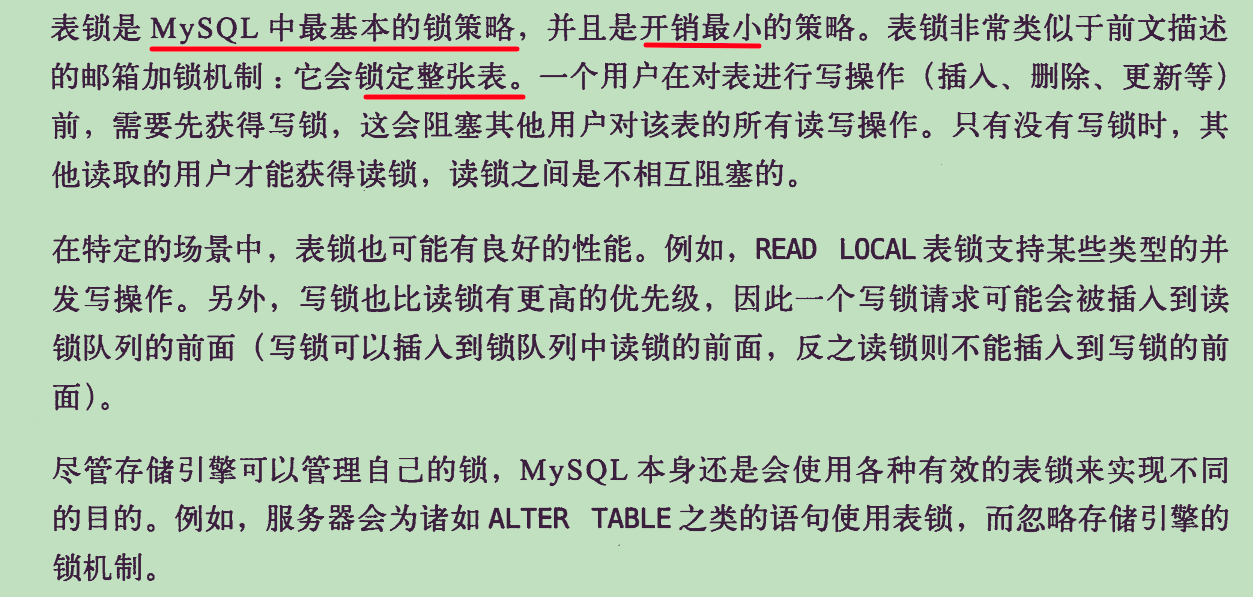 表锁是 MySQL 中最基本的锁策略，并且是开销最小的策略。表锁非常类似于前文描述
的邮箱加锁机制：它会锁定整张表。一个用户在对表进行写操作（插入、删除、更新等）
前，需要先获得写锁，这会阻塞其他用户对该表的所有读写操作。只有没有写锁时，其
他读取的用户才能获得读锁，读锁之间是不相互阻塞的。
在特定的场景中，表锁也可能有良好的性能。例如，READ LOCAL 表锁支持某些类型的并
发写操作。另外，写锁也比读锁有更高的优先级，因此一个写锁请求可能会被插入到读
锁队列的前面（写锁可以插入到锁队列中读锁的前面，反之读锁则不能插入到写锁的前
面）。
尽管存储引擎可以管理自己的锁，MySQL 本身还是会使用各种有效的表锁来实现不同
的目的。例如，服务器会为诸如 ALTER TABLE 之类的语句使用表锁，而忽略存储引擎的
锁机制。